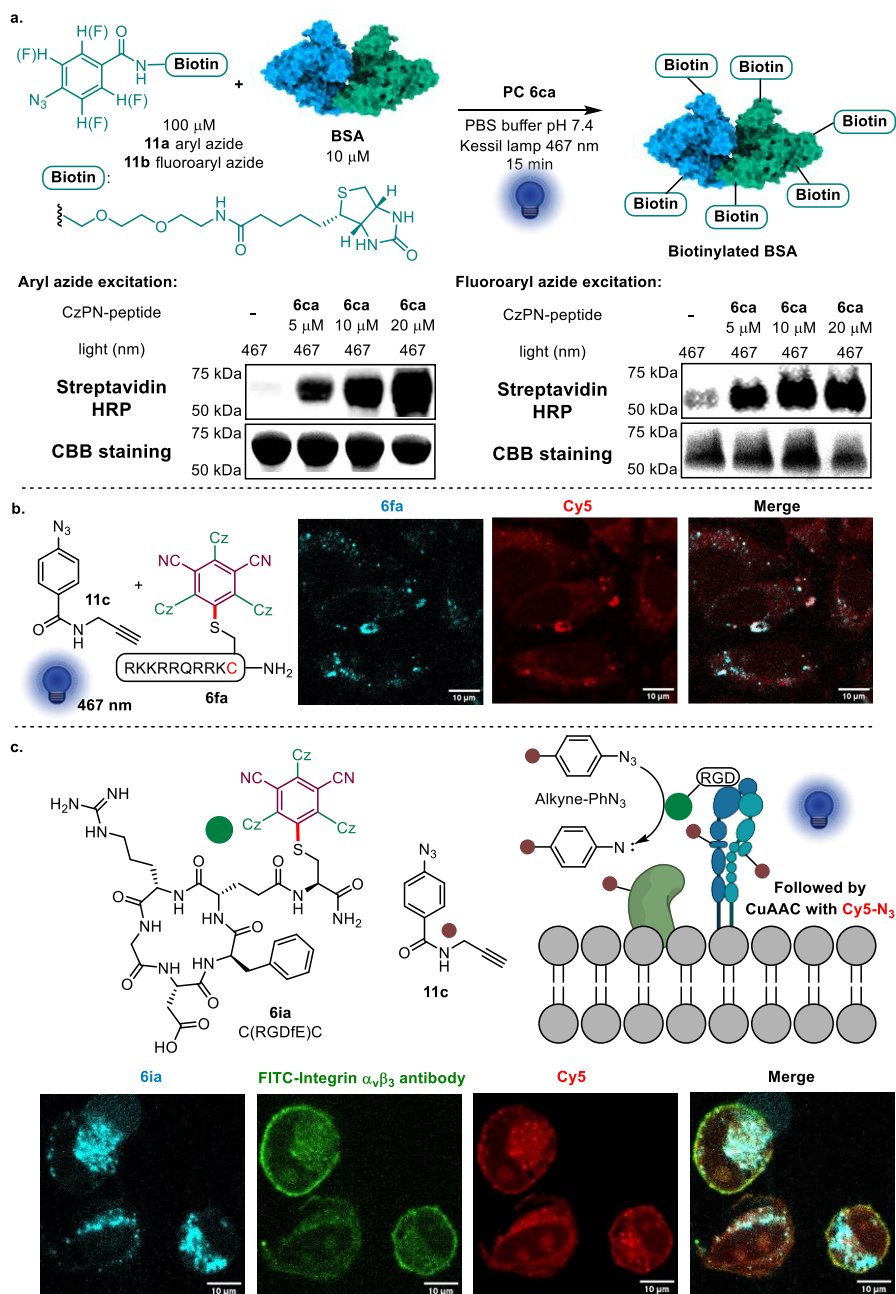 a.
H(F)
(F)H
O
N
H
Biotin
N3
H(F)
H(F)
100 μM
11a aryl azide
11b fluoroaryl azide
+
BSA
10 μM
PC 6ca
PBS buffer pH 7.4
Kessil lamp 467 nm
15 min
Biotin
Biotin
Biotin
Biotin
Biotin
Biotin
Biotinylated BSA
Biotin :
O
O
H
N
O
S
H
H
NH
HN
O
Aryl azide excitation:
CzPN-peptide
-
6ca
5 μM
6ca
10 μM
6ca
20 μM
light (nm)
467
467
467
467
Streptavidin
HRP
75 kDa
50 kDa
CBB staining
75 kDa
50 kDa
Fluoroaryl azide excitation:
CzPN-peptide
-
6ca
5 μM
6ca
10 μM
6ca
20 μM
light (nm)
467
467
467
467
Streptavidin
HRP
75 kDa
50 kDa
CBB staining
75 kDa
50 kDa
b.
N3
11c
O
N
H
467 nm
+
Cz
NC
CN
Cz
Cz
S
RKKRRQRRKC
NH2
6fa
6fa
Cy5
Merge
10 μm
10 μm
10 μm
c.
Cz
NC
CN
Cz
Cz
S
NH
H2N
N
H
O
H
N
O
NH
O
N
H
O
NH2
NH
O
HN
O
NH
O
O
HO
6ia
C(RGDfE)C
N3
O
N
H
11c
N3
Alkyne-PhN3
N:
RGD
Followed by
CuAAC with Cy5-N3
6ia
FITC-Integrin αvβ3 antibody
Cy5
Merge
10 μm
10 μm
10 μm
10 μm